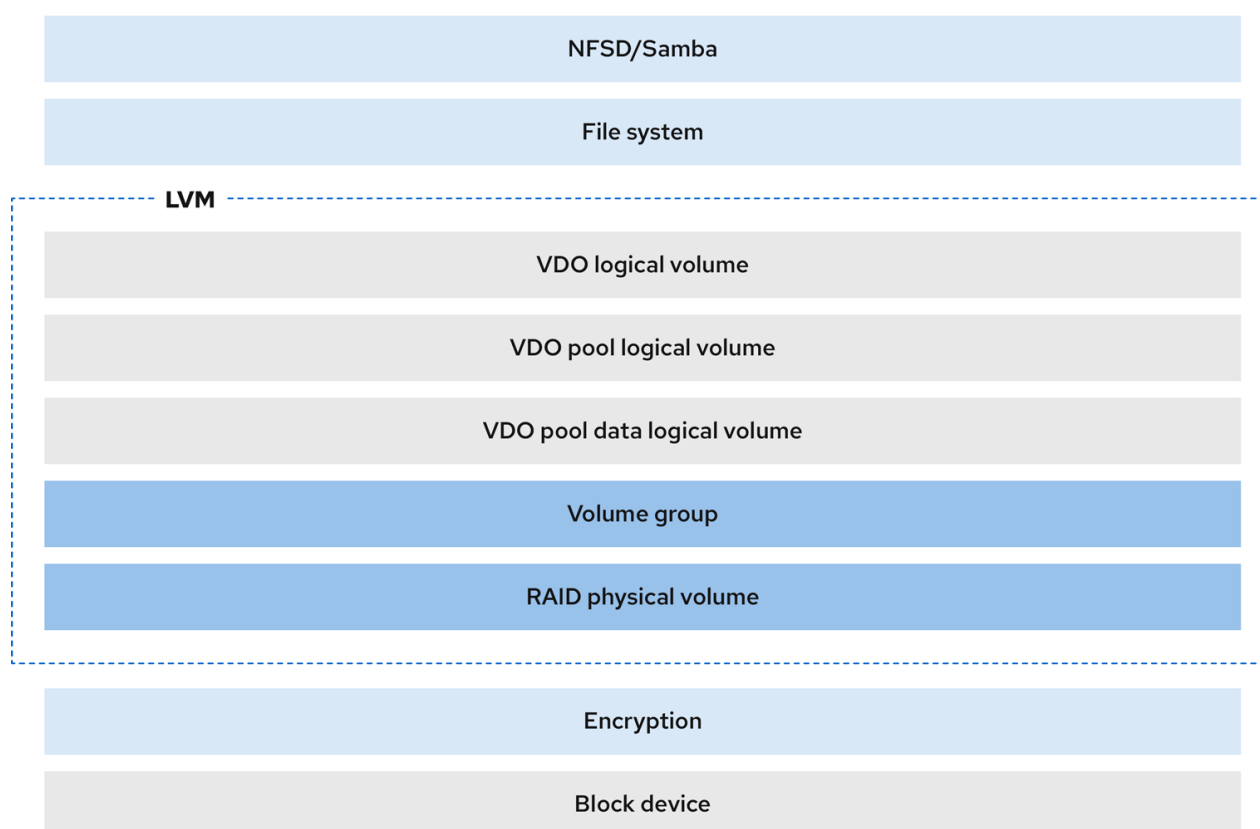 NFSD/Samba
File system
LVM
VDO logical volume
VDO pool logical volume
VDO pool data logical volume
Volume group
RAID physical volume
Encryption
Block device